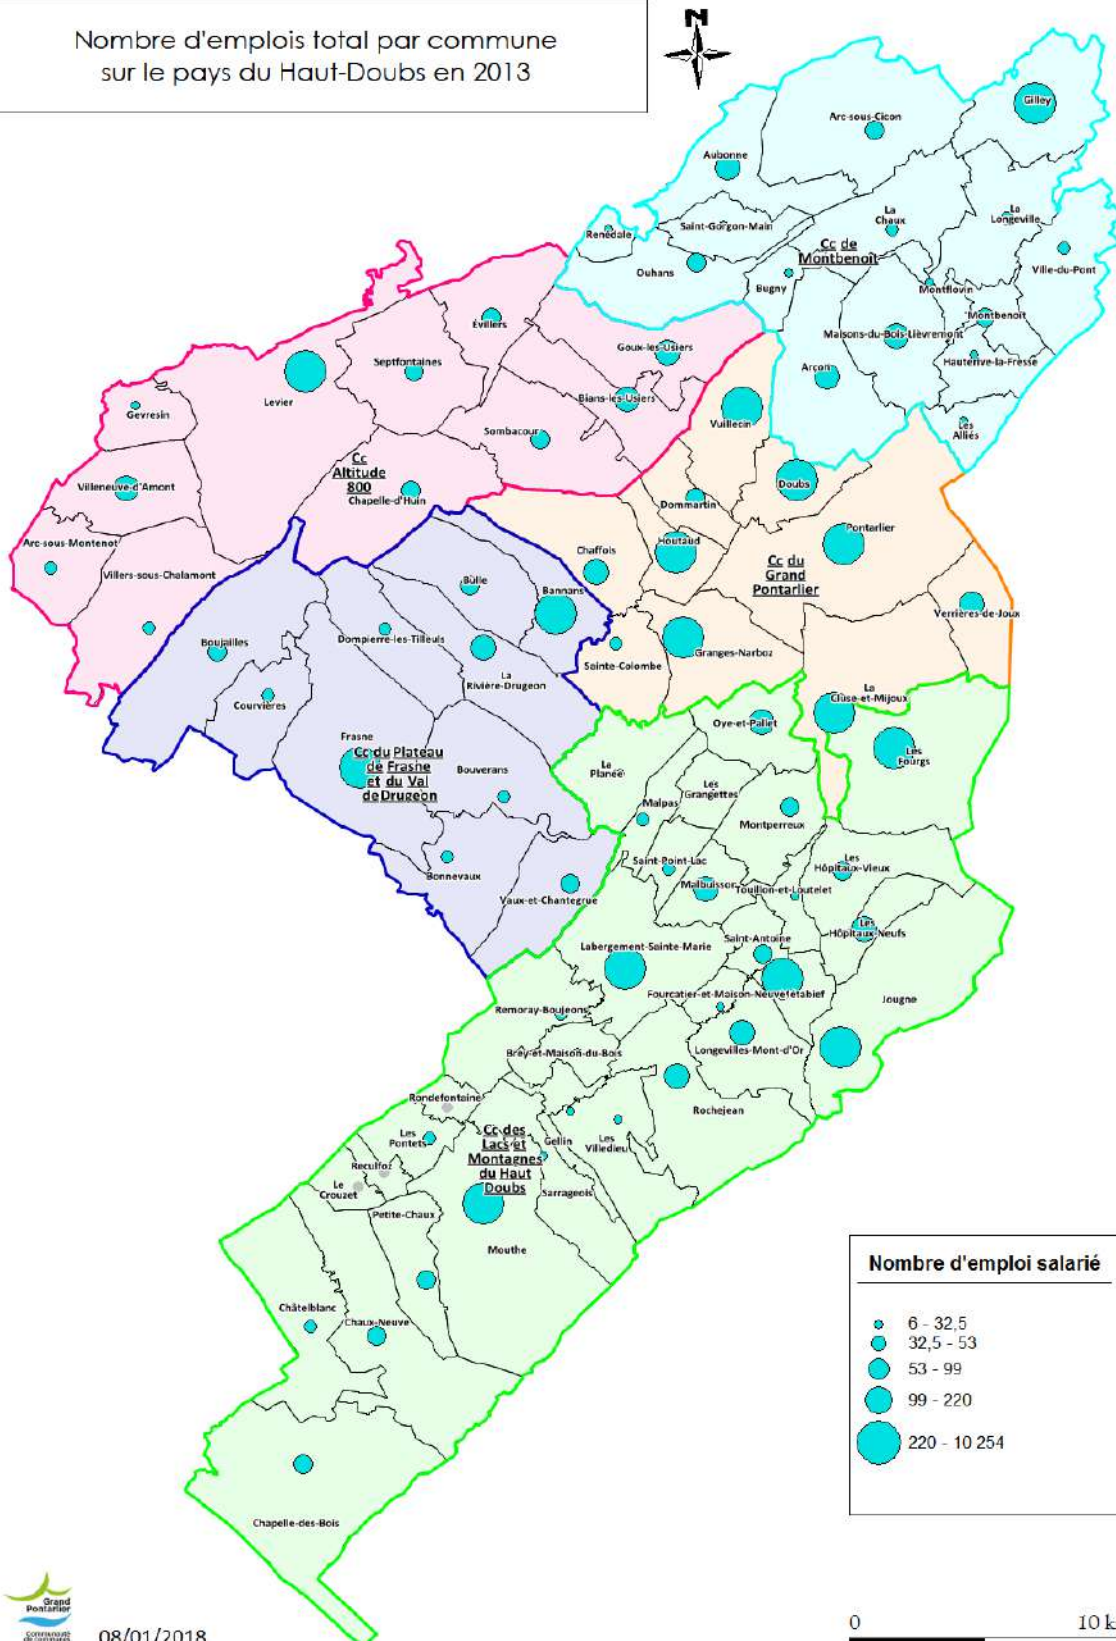 Nombre d'emplois total par commune
sur le pays du Haut-Doubs en 2013
N
Gilley
Arc-sous-Cicon
Aubonne
La
Chaux
La
Longeville
Renédale
Saint-Gorgon-Main
Cc de
Montbenoît
Ouhans
Bugny
Ville-du-Pont
Montflovin
Montbenoît
Maisons-du-Bois-Lièvremont
Hauterive-la-Fresse
Arçon
Les
Alliés
Évillers
Goux-les-Usiers
Septfontaines
Levier
Bians-les-Usiers
Gevresin
Sombacour
Vuillecin
Cc
Altitude
800
Villeneuve-d'Amont
Chapelle-d'Huin
Doubs
Dommartin
Pontarlier
Arc-sous-Montenot
Houtaud
Chaffois
Cc du
Grand
Pontarlier
Villers-sous-Chalamont
Bulle
Bannans
Verrières-de-Joux
Boujailles
Dompierre-les-Tilleuls
Sainte-Colombe
Granges-Narboz
La
Rivière-Drugeon
La
Cluse-et-Mijoux
Courvières
Oye-et-Pallet
Frasne
Cc du Plateau
de Frasne
et du Val
de Drugeon
Bouverans
Les
Fourgs
La
Planée
Les
Grangettes
Malpas
Montperreux
Saint-Point-Lac
Les
Hôpitaux-Vieux
Bonnevaux
Malbuisson
Touillon-et-Loutelet
Vaux-et-Chantegrue
Les
Hôpitaux-Neufs
Saint-Antoine
Labergement-Sainte-Marie
Fourcatier-et-Maison-Neuve
Métabief
Jougne
Remoray-Boujeons
Brey-et-Maison-du-Bois
Longevilles-Mont-d'Or
Rondefontaine
Rochejean
Les
Pontets
Cc des
Lacs et
Montagnes
du Haut
Doubs
Gellin
Les
Villedieu
Reculfoz
Le
Crouzet
Sarrageois
Petite-Chaux
Mouthe
Châtelblanc
Chaux-Neuve
Chapelle-des-Bois
Nombre d'emploi salarié
6 - 32,5
32,5 - 53
53 - 99
99 - 220
220 - 10 254
Grand
Pontarlier
Communauté
de communes
08/01/2018
0 10 k